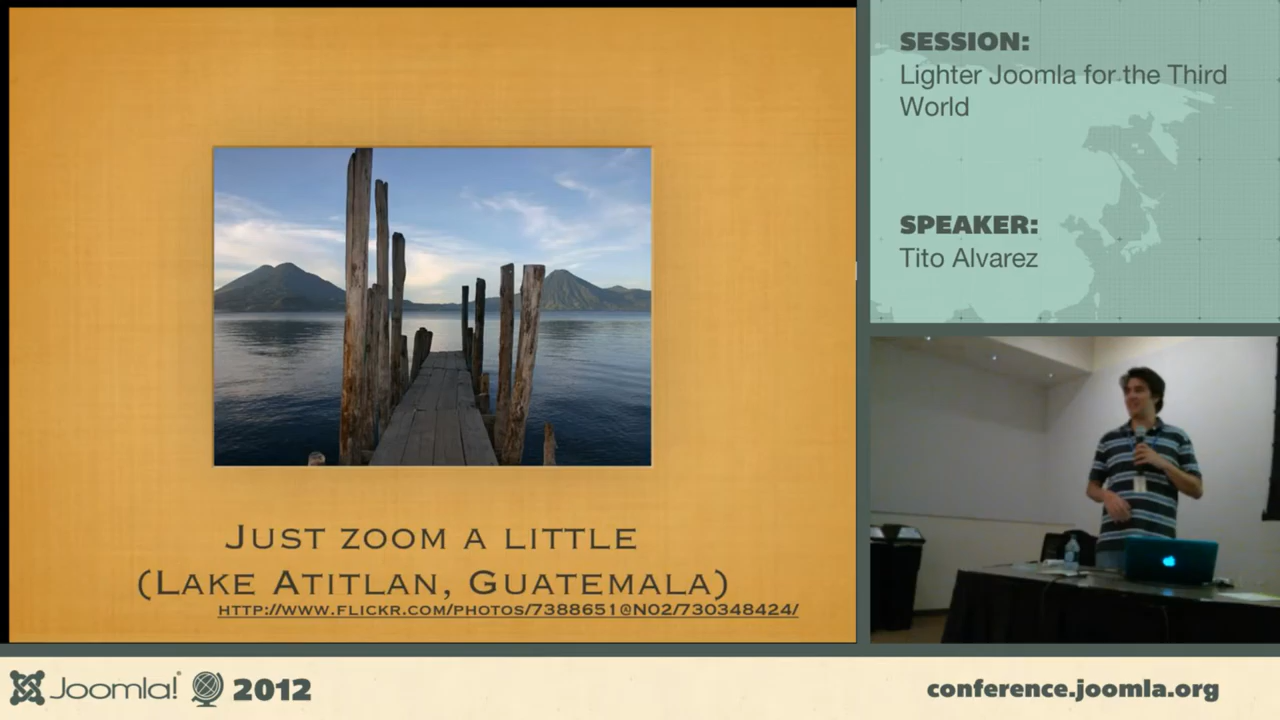 JUST ZOOM A LITTLE
(LAKE ATITLAN, GUATEMALA)
HTTP://WWW.FLICKR.COM/PHOTOS/7388651@N02/730348424/
SESSION:
Lighter Joomla for the Third
World
SPEAKER:
Tito Alvarez
Joomla! 2012
conference.joomla.org